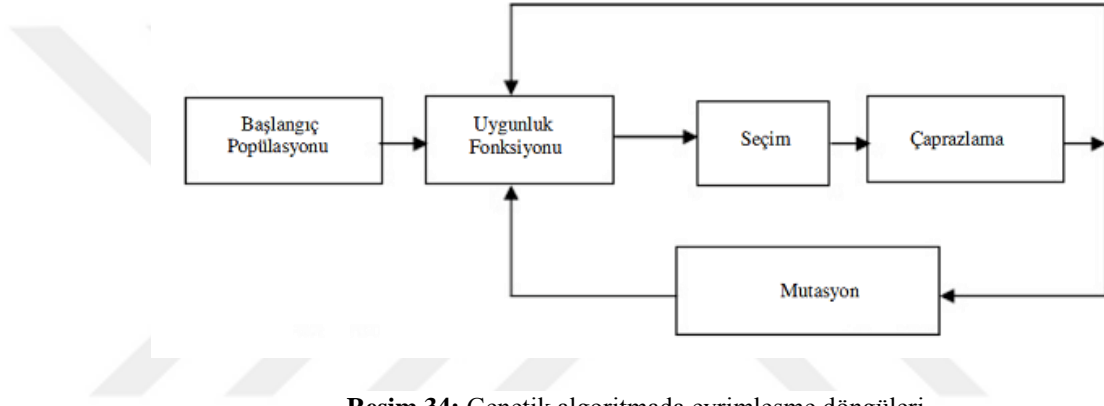 Başlangıç
Popülasyonu
Uygunluk
Fonksiyonu
Seçim
Çaprazlama
Mutasyon
Resim 34: Genetik algoritmada evrimleşme döngüleri